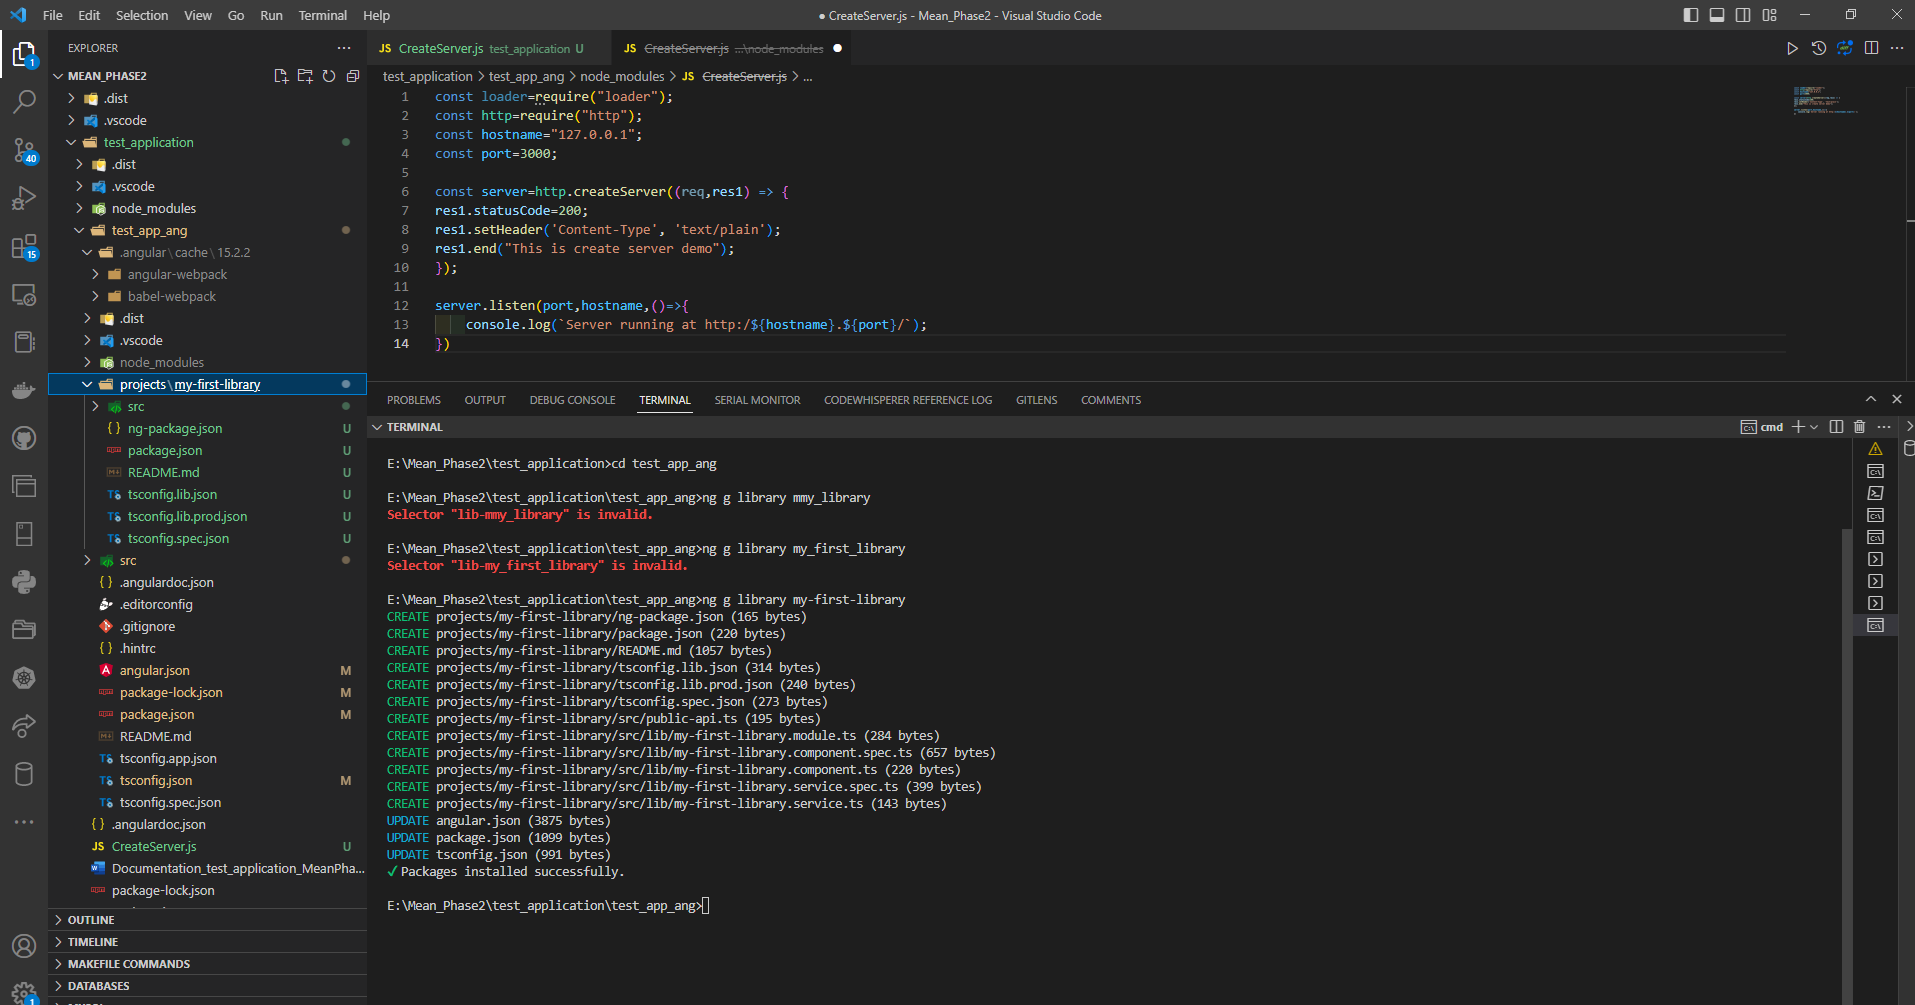 File Edit Selection View Go Run Terminal Help
● CreateServer.js - Mean_Phase2 - Visual Studio Code
EXPLORER
MEAN_PHASE2
.dist
.vscode
test_application
.dist
.vscode
node_modules
test_app_ang
.angular \ cache \ 15.2.2
angular-webpack
babel-webpack
.dist
.vscode
node_modules
projects \ my-first-library
src
ng-package.json U
package.json U
README.md U
tsconfig.lib.json U
tsconfig.lib.prod.json U
tsconfig.spec.json U
src
.angulardoc.json
.editorconfig
.gitignore
.hintrc
angular.json M
package-lock.json M
package.json M
README.md
tsconfig.app.json
tsconfig.json M
tsconfig.spec.json
.angulardoc.json
CreateServer.js U
Documentation_test_application_MeanPha...
package-lock.json
OUTLINE
TIMELINE
MAKEFILE COMMANDS
DATABASES
1
40
15
1
JS CreateServer.js test_application U
JS CreateServer.js ...\node_modules ●
test_application > test_app_ang > node_modules > JS CreateServer.js > ...
1 const loader=require("loader");
2 const http=require("http");
3 const hostname="127.0.0.1";
4 const port=3000;
5
6 const server=http.createServer((req,res1) => {
7 res1.statusCode=200;
8 res1.setHeader('Content-Type', 'text/plain');
9 res1.end("This is create server demo");
10 });
11
12 server.listen(port,hostname,()=>{
13 console.log(`Server running at http:/${hostname}.${port}/`);
14 })
PROBLEMS OUTPUT DEBUG CONSOLE TERMINAL SERIAL MONITOR CODEWHISPERER REFERENCE LOG GITLENS COMMENTS
TERMINAL
cmd
E:\Mean_Phase2\test_application>cd test_app_ang
E:\Mean_Phase2\test_application\test_app_ang>ng g library mmy_library
Selector "lib-mmy_library" is invalid.
E:\Mean_Phase2\test_application\test_app_ang>ng g library my_first_library
Selector "lib-my_first_library" is invalid.
E:\Mean_Phase2\test_application\test_app_ang>ng g library my-first-library
CREATE projects/my-first-library/ng-package.json (165 bytes)
CREATE projects/my-first-library/package.json (220 bytes)
CREATE projects/my-first-library/README.md (1057 bytes)
CREATE projects/my-first-library/tsconfig.lib.json (314 bytes)
CREATE projects/my-first-library/tsconfig.lib.prod.json (240 bytes)
CREATE projects/my-first-library/tsconfig.spec.json (273 bytes)
CREATE projects/my-first-library/src/public-api.ts (195 bytes)
CREATE projects/my-first-library/src/lib/my-first-library.module.ts (284 bytes)
CREATE projects/my-first-library/src/lib/my-first-library.component.spec.ts (657 bytes)
CREATE projects/my-first-library/src/lib/my-first-library.component.ts (220 bytes)
CREATE projects/my-first-library/src/lib/my-first-library.service.spec.ts (399 bytes)
CREATE projects/my-first-library/src/lib/my-first-library.service.ts (143 bytes)
UPDATE angular.json (3875 bytes)
UPDATE package.json (1099 bytes)
UPDATE tsconfig.json (991 bytes)
✔ Packages installed successfully.
E:\Mean_Phase2\test_application\test_app_ang>